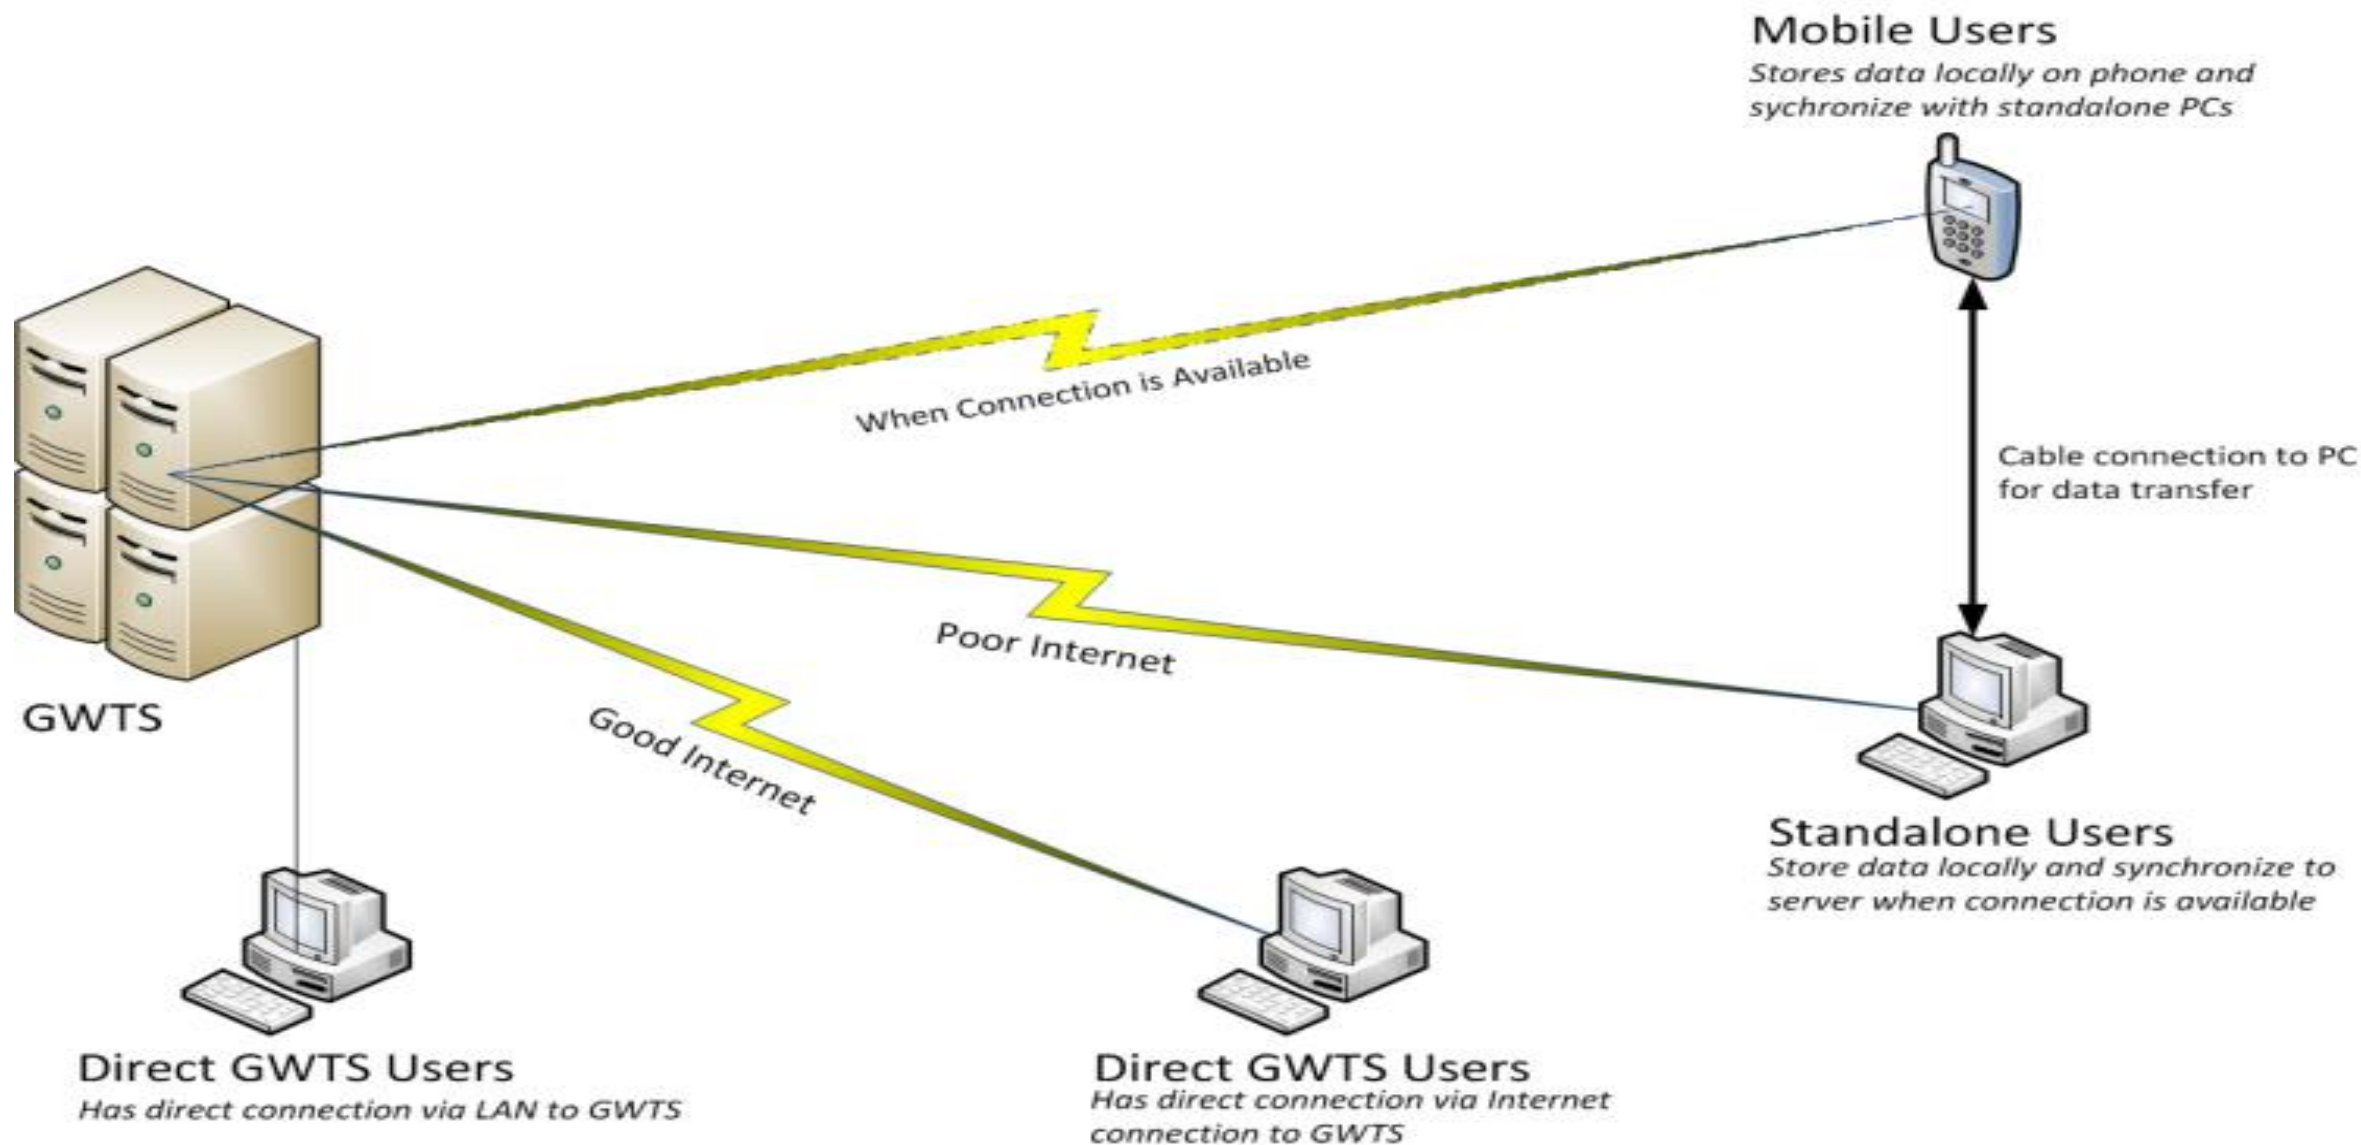 Mobile Users
Stores data locally on phone and
sychronize with standalone PCs
When Connection is Available
Cable connection to PC
for data transfer
Poor Internet
GWTS
Good Internet
Standalone Users
Store data locally and synchronize to
server when connection is available
Direct GWTS Users
Has direct connection via LAN to GWTS
Direct GWTS Users
Has direct connection via Internet
connection to GWTS